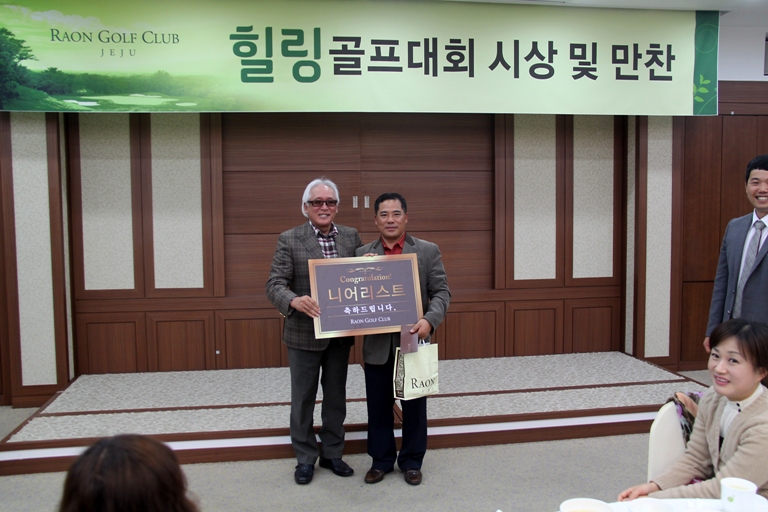 RAON GOLF CLUB
JEJU
힐링골프대회 시상 및 만찬
Congratulation!
니어리스트
축하드립니다.
RAON GOLF CLUB
RAON